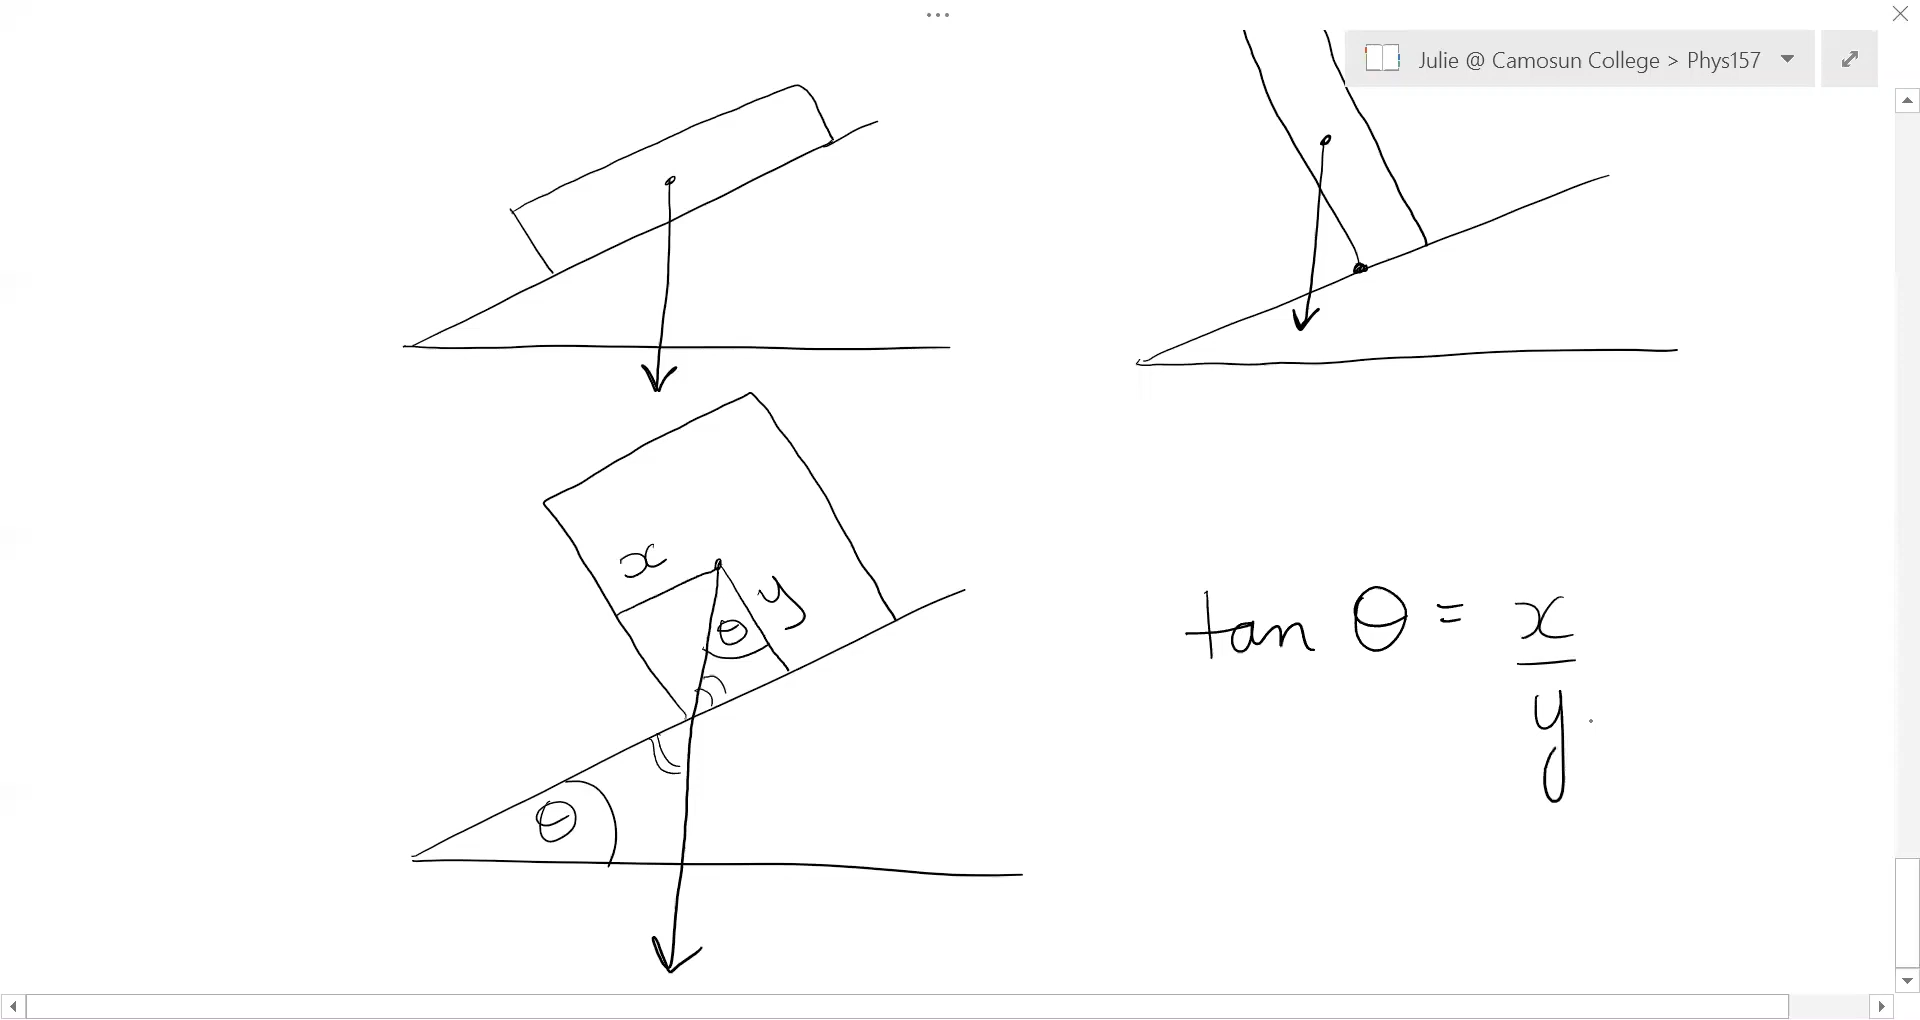 Julie @ Camosun College > Phys157
x
y
θ
θ
tan θ = x
y